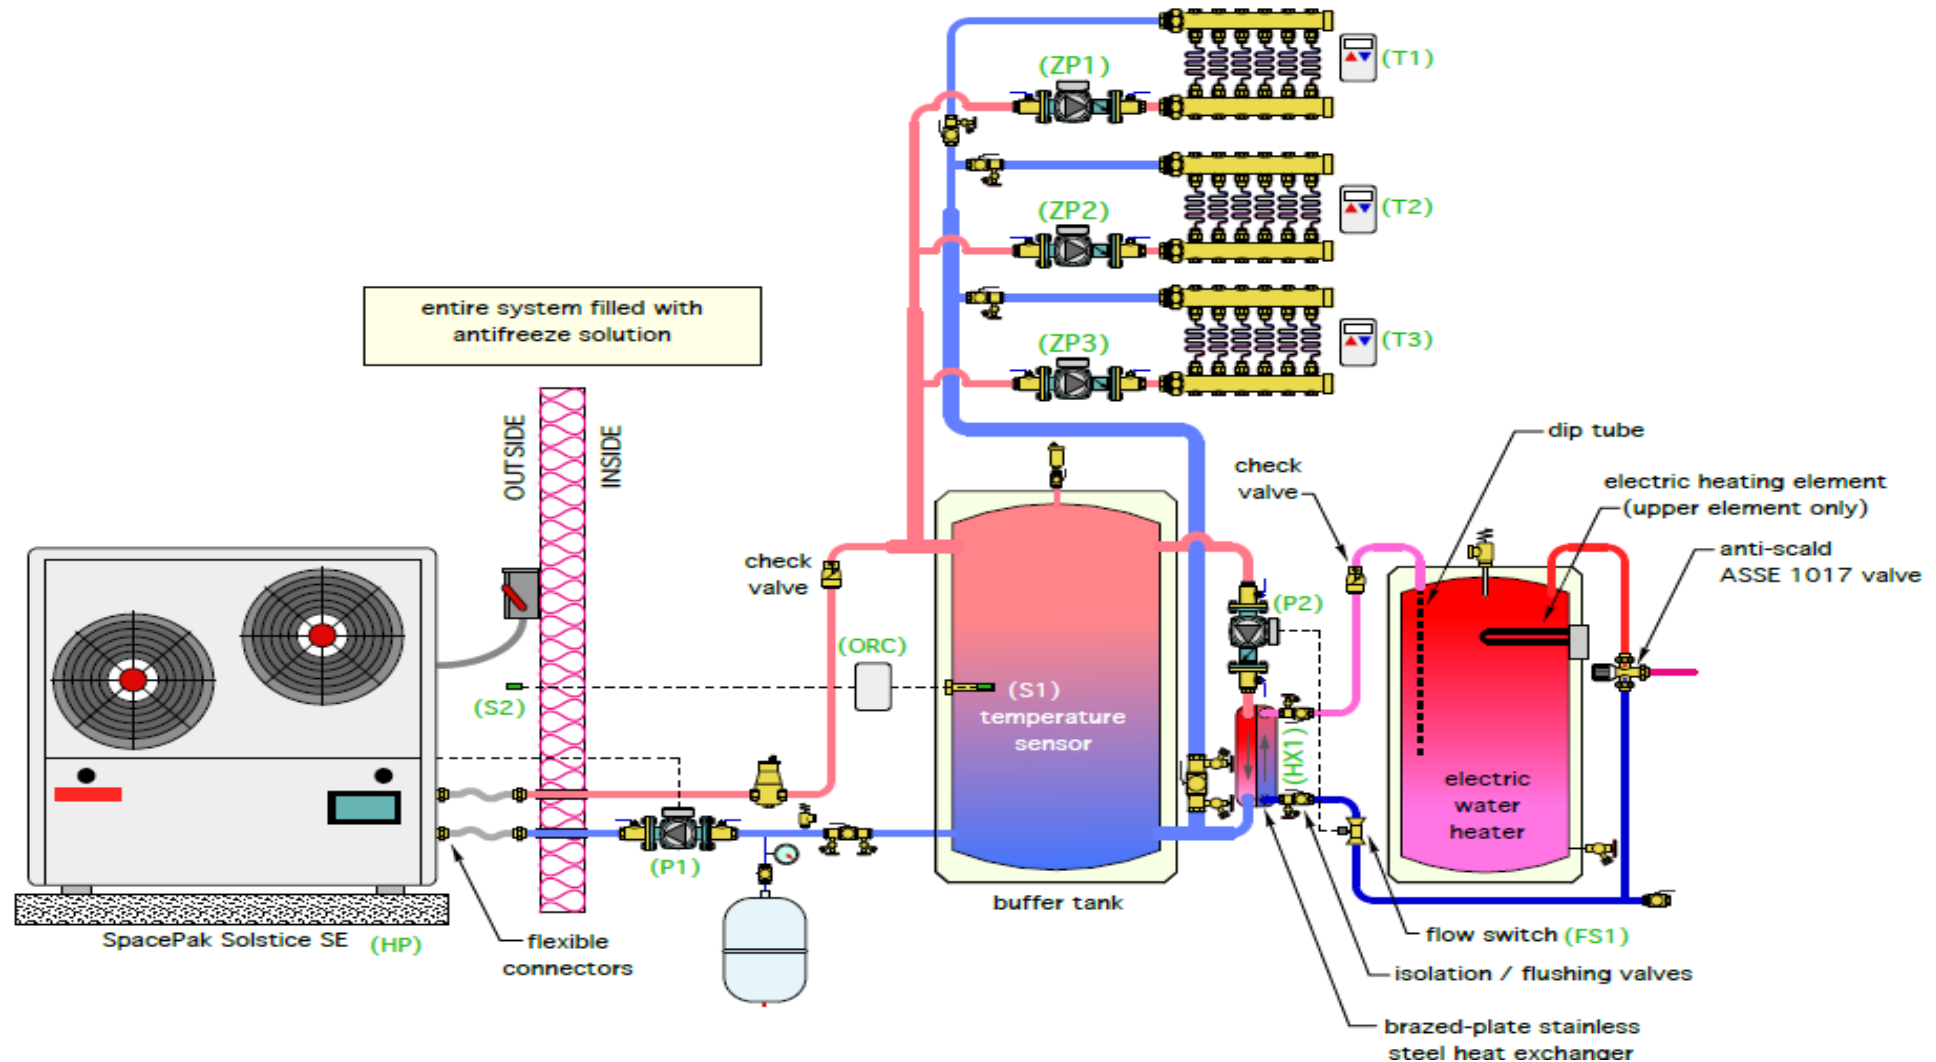 (ZP1)
(T1)
(ZP2)
(T2)
(ZP3)
(T3)
entire system filled with
antifreeze solution
OUTSIDE
INSIDE
dip tube
check
valve
electric heating element
(upper element only)
anti-scald
ASSE 1017 valve
check
valve
(P2)
(ORC)
(S2)
(S1)
temperature
sensor
(HX1)
electric
water
heater
(P1)
buffer tank
SpacePak Solstice SE (HP)
flexible
connectors
flow switch (FS1)
isolation / flushing valves
brazed-plate stainless
steel heat exchanger